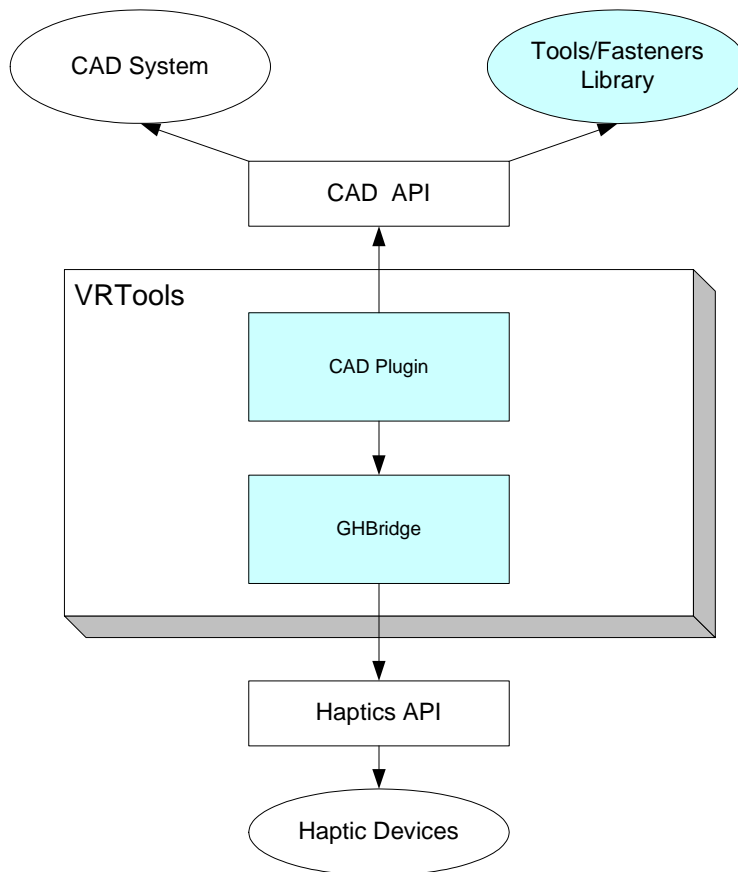 CAD System
Tools/Fasteners
Library
CAD API
VRTools
CAD Plugin
GHBridge
Haptics API
Haptic Devices